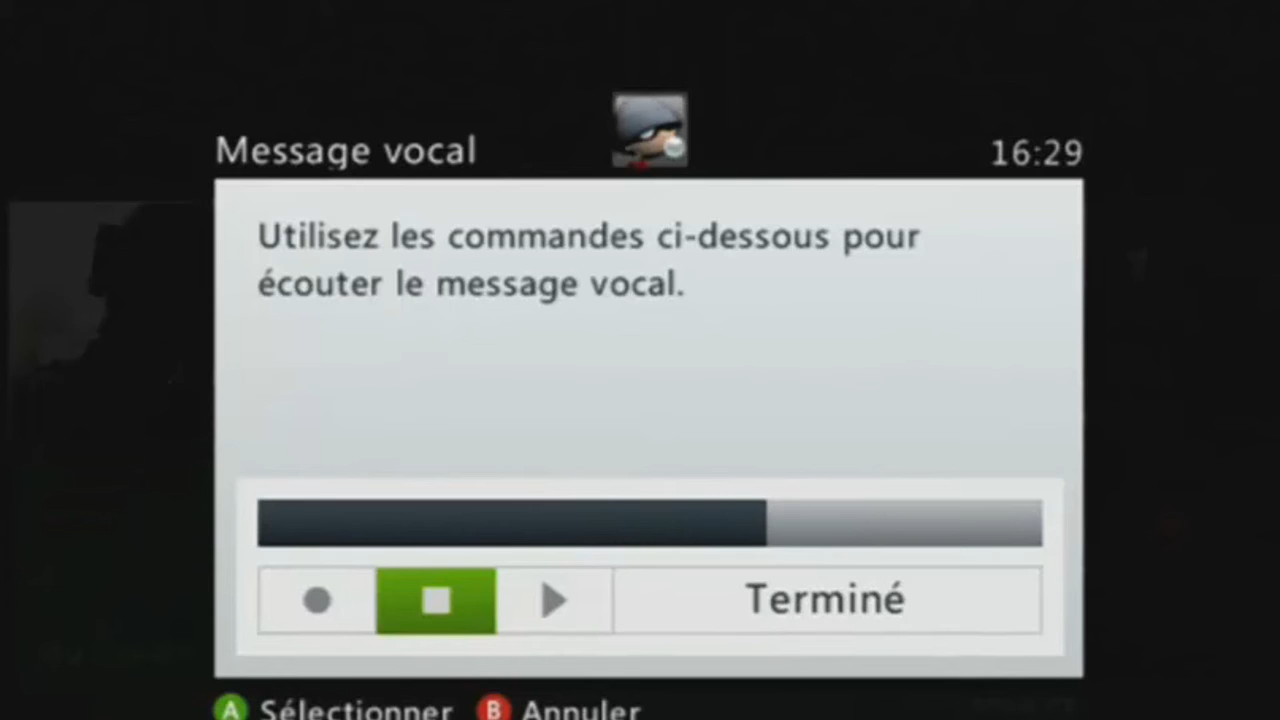 Message vocal
16:29
Utilisez les commandes ci-dessous pour
écouter le message vocal.
Terminé
A Sélectionner B Annuler